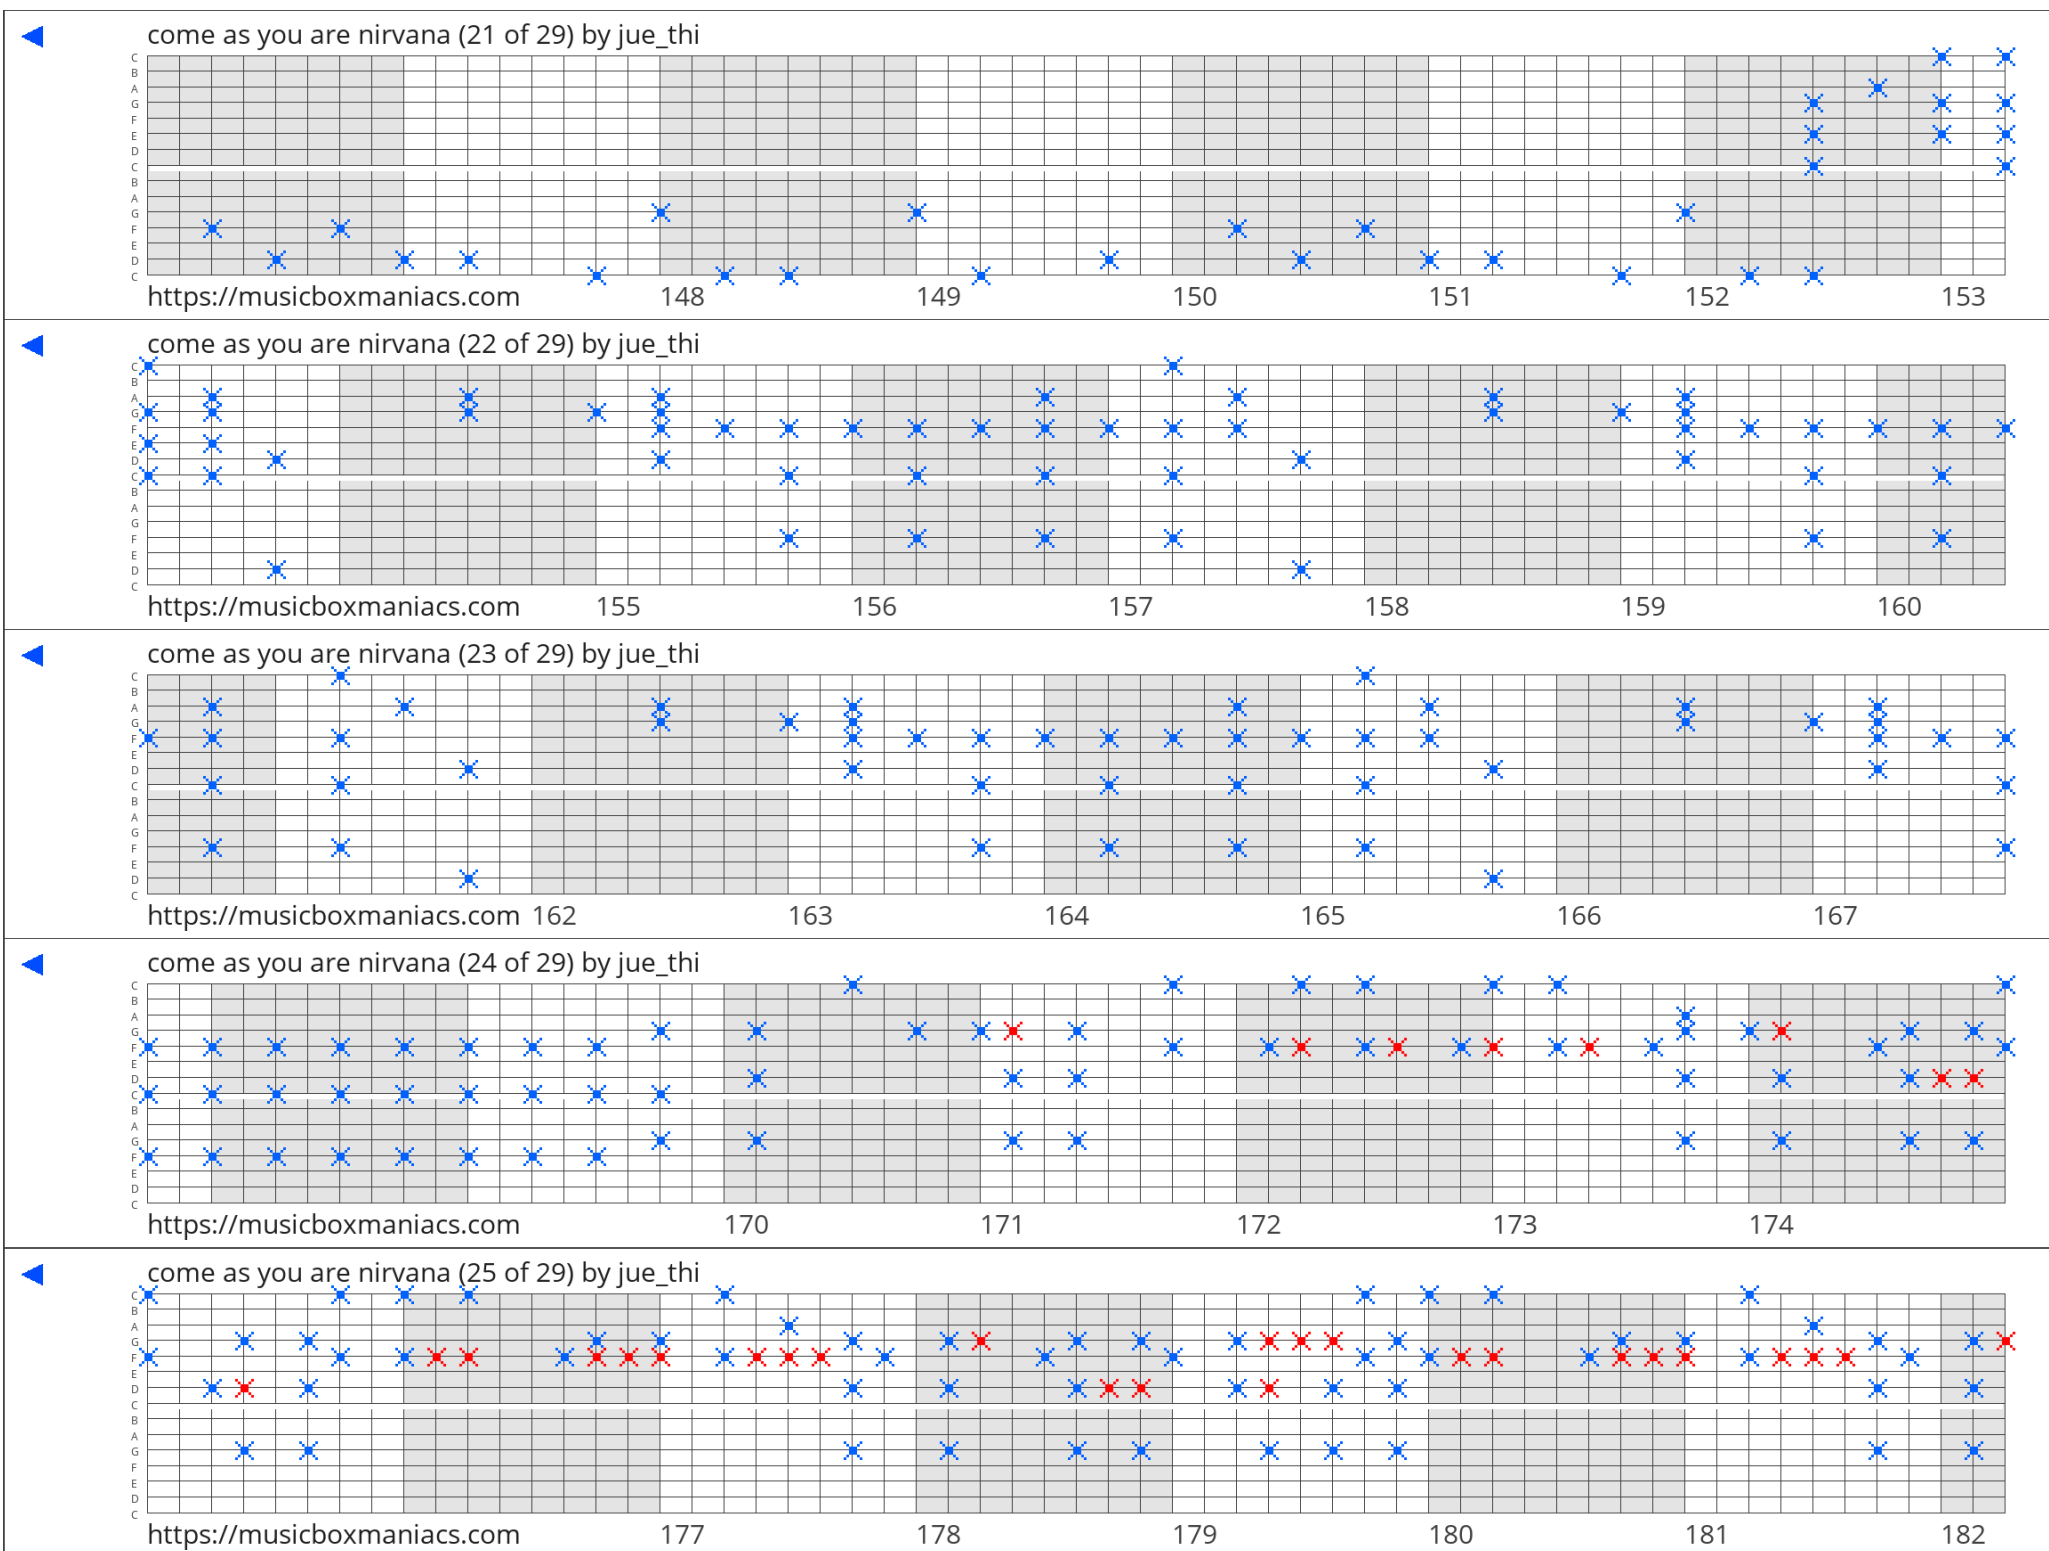 come as you are nirvana (21 of 29) by jue_thi
C
B
A
G
F
E
D
C
B
A
G
F
E
D
C
https://musicboxmaniacs.com 148 149 150 151 152 153
come as you are nirvana (22 of 29) by jue_thi
C
B
A
G
F
E
D
C
B
A
G
F
E
D
C
https://musicboxmaniacs.com 155 156 157 158 159 160
come as you are nirvana (23 of 29) by jue_thi
C
B
A
G
F
E
D
C
B
A
G
F
E
D
C
https://musicboxmaniacs.com 162 163 164 165 166 167
come as you are nirvana (24 of 29) by jue_thi
C
B
A
G
F
E
D
C
B
A
G
F
E
D
C
https://musicboxmaniacs.com 170 171 172 173 174
come as you are nirvana (25 of 29) by jue_thi
C
B
A
G
F
E
D
C
B
A
G
F
E
D
C
https://musicboxmaniacs.com 177 178 179 180 181 182